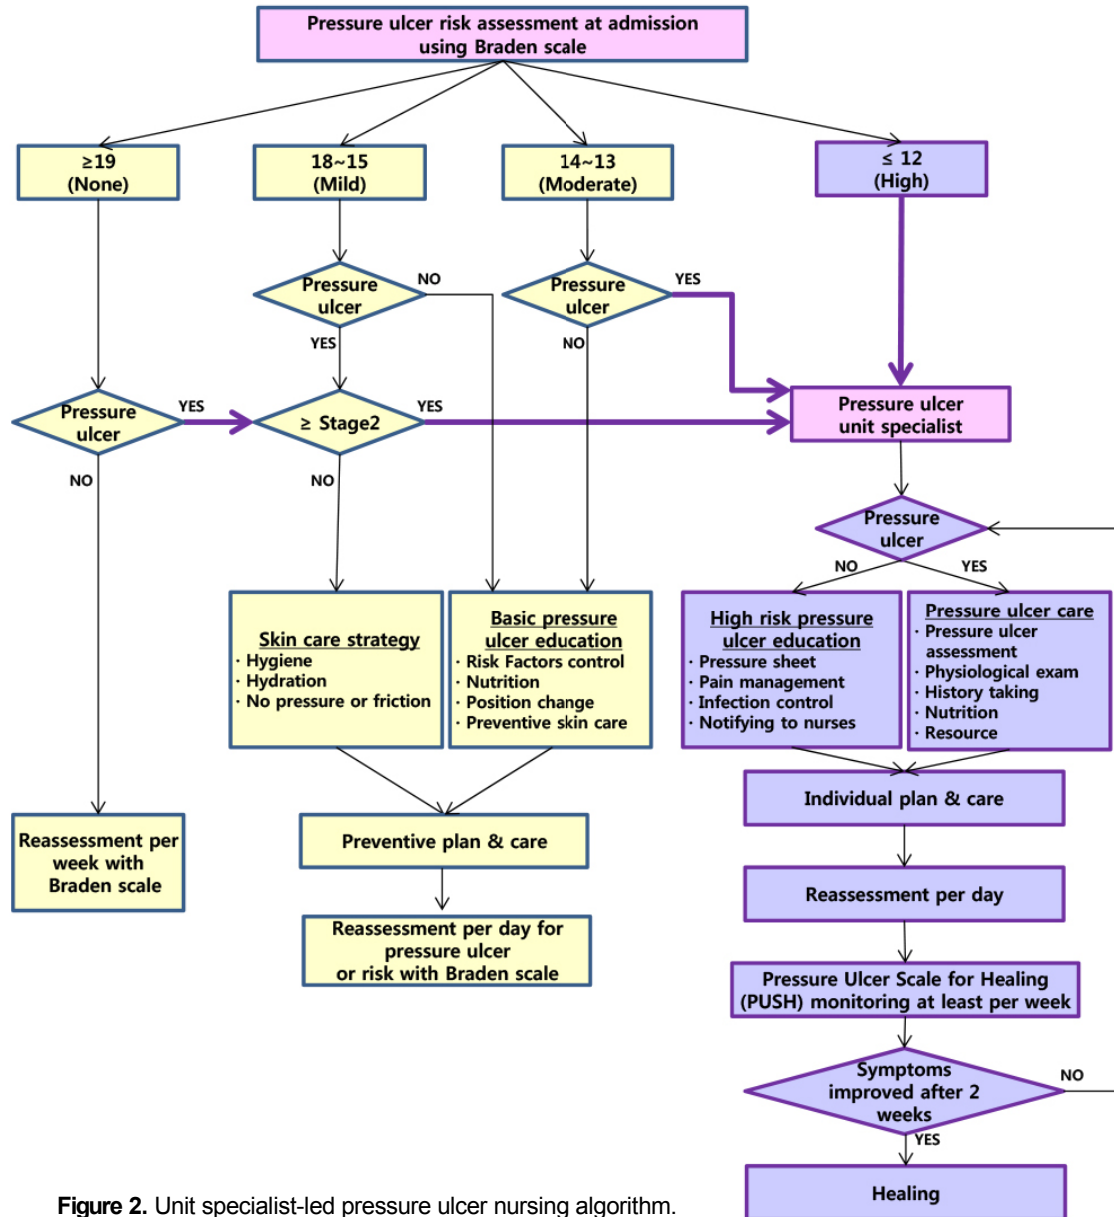 Pressure ulcer risk assessment at admission
using Braden scale
≥19
(None)
18~15
(Mild)
14~13
(Moderate)
≤ 12
(High)
Pressure
ulcer
NO
YES
Pressure
ulcer
YES
NO
Pressure
ulcer
YES
NO
≥ Stage2
YES
NO
Pressure ulcer
unit specialist
Pressure
ulcer
NO
YES
Skin care strategy
· Hygiene
· Hydration
· No pressure or friction
Basic pressure
ulcer education
· Risk Factors control
· Nutrition
· Position change
· Preventive skin care
High risk pressure
ulcer education
· Pressure sheet
· Pain management
· Infection control
· Notifying to nurses
Pressure ulcer care
· Pressure ulcer
assessment
· Physiological exam
· History taking
· Nutrition
· Resource
Reassessment per
week with
Braden scale
Preventive plan & care
Reassessment per day for
pressure ulcer
or risk with Braden scale
Individual plan & care
Reassessment per day
Pressure Ulcer Scale for Healing
(PUSH) monitoring at least per week
Symptoms
improved after 2
weeks
NO
YES
Healing
Figure 2. Unit specialist-led pressure ulcer nursing algorithm.